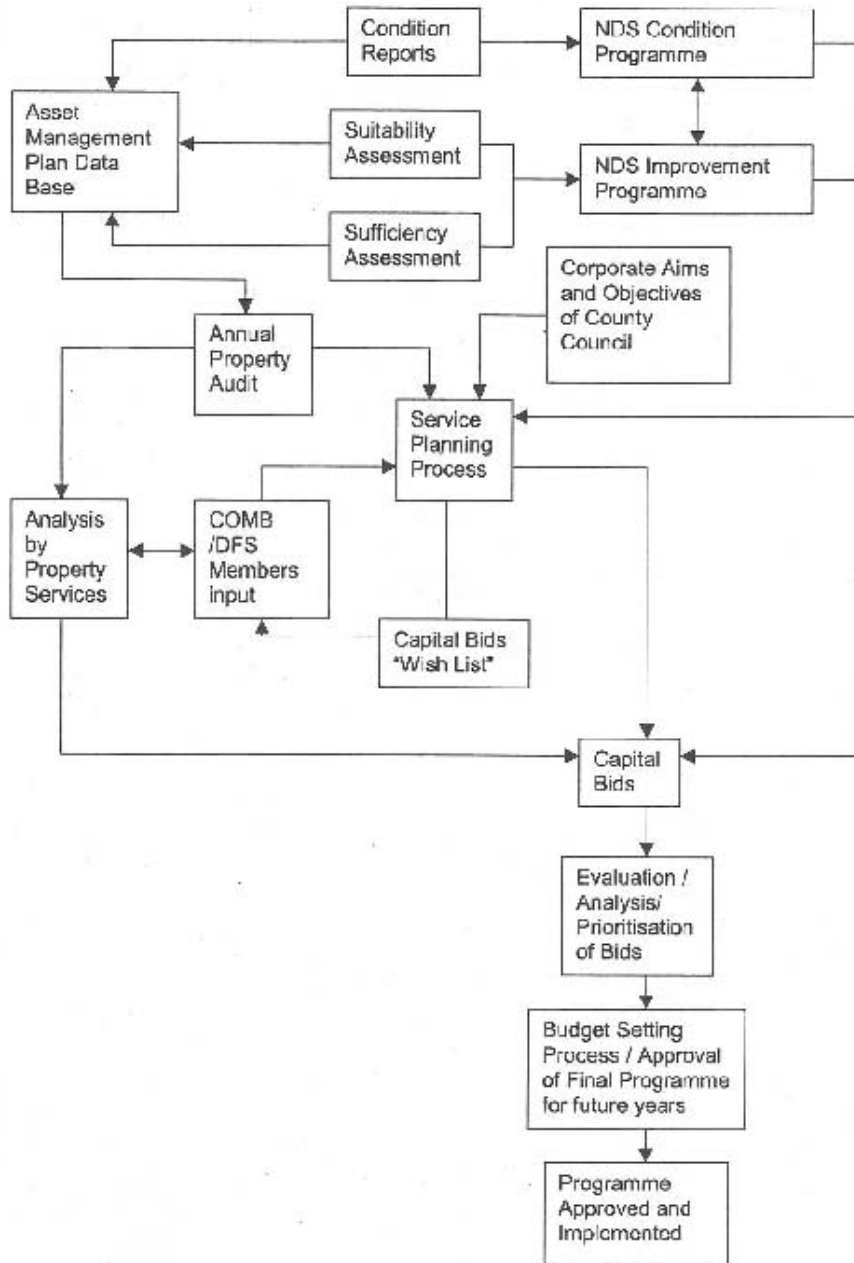 Condition
Reports
NDS Condition
Programme
Asset
Management
Plan Data
Base
Suitability
Assessment
NDS Improvement
Programme
Sufficiency
Assessment
Corporate Aims
and Objectives
of County
Council
Annual
Property
Audit
Service
Planning
Process
Analysis
by
Property
Services
COMB
/DFS
Members
input
Capital Bids
"Wish List"
Capital
Bids
Evaluation /
Analysis/
Prioritisation
of Bids
Budget Setting
Process / Approval
of Final Programme
for future years
Programme
Approved and
Implemented